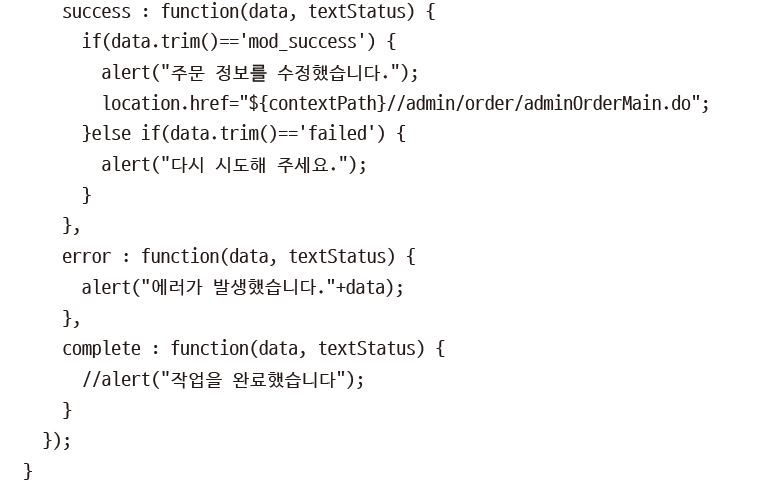 success : function(data, textStatus) {
if(data.trim()=='mod_success') {
alert("주문 정보를 수정했습니다.");
location.href="${contextPath}//admin/order/adminOrderMain.do";
}else if(data.trim()=='failed') {
alert("다시 시도해 주세요.");
}
},
error : function(data, textStatus) {
alert("에러가 발생했습니다."+data);
},
complete : function(data, textStatus) {
//alert("작업을 완료했습니다");
}
});
}